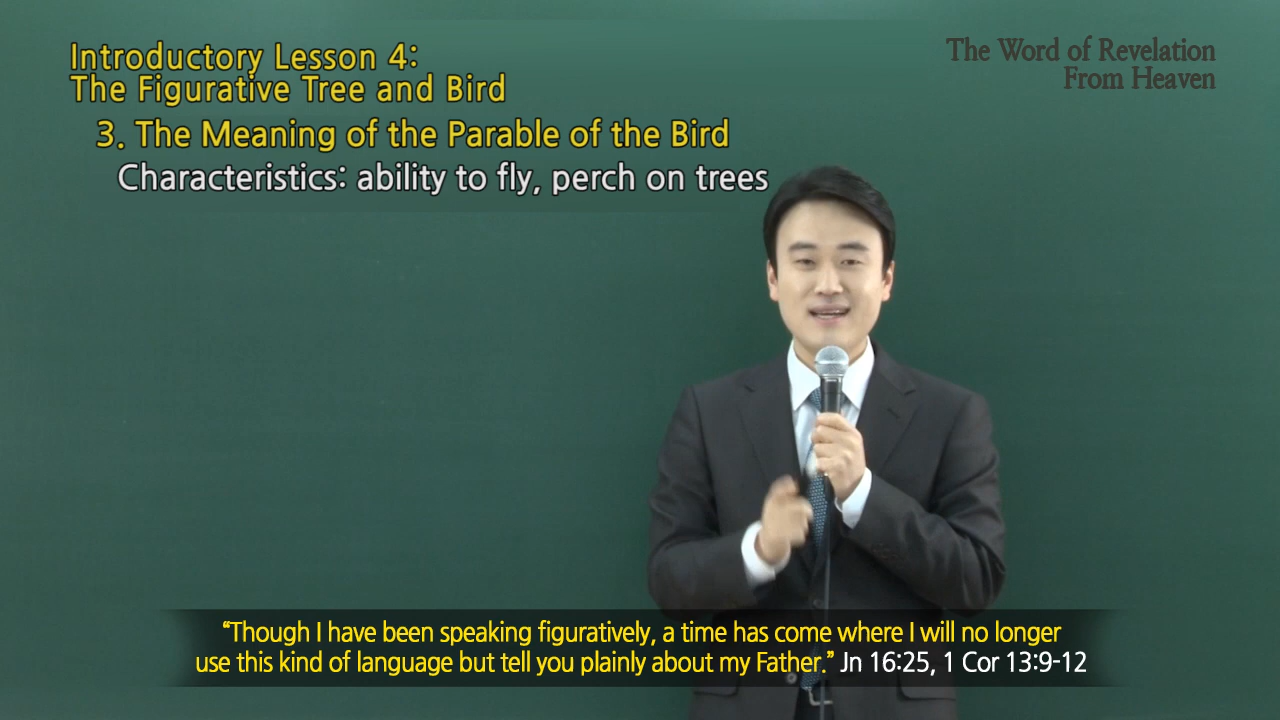 Introductory Lesson 4:
The Figurative Tree and Bird
3. The Meaning of the Parable of the Bird
Characteristics: ability to fly, perch on trees
The Word of Revelation
From Heaven
“Though I have been speaking figuratively, a time has come where I will no longer
use this kind of language but tell you plainly about my Father.” Jn 16:25, 1 Cor 13:9-12